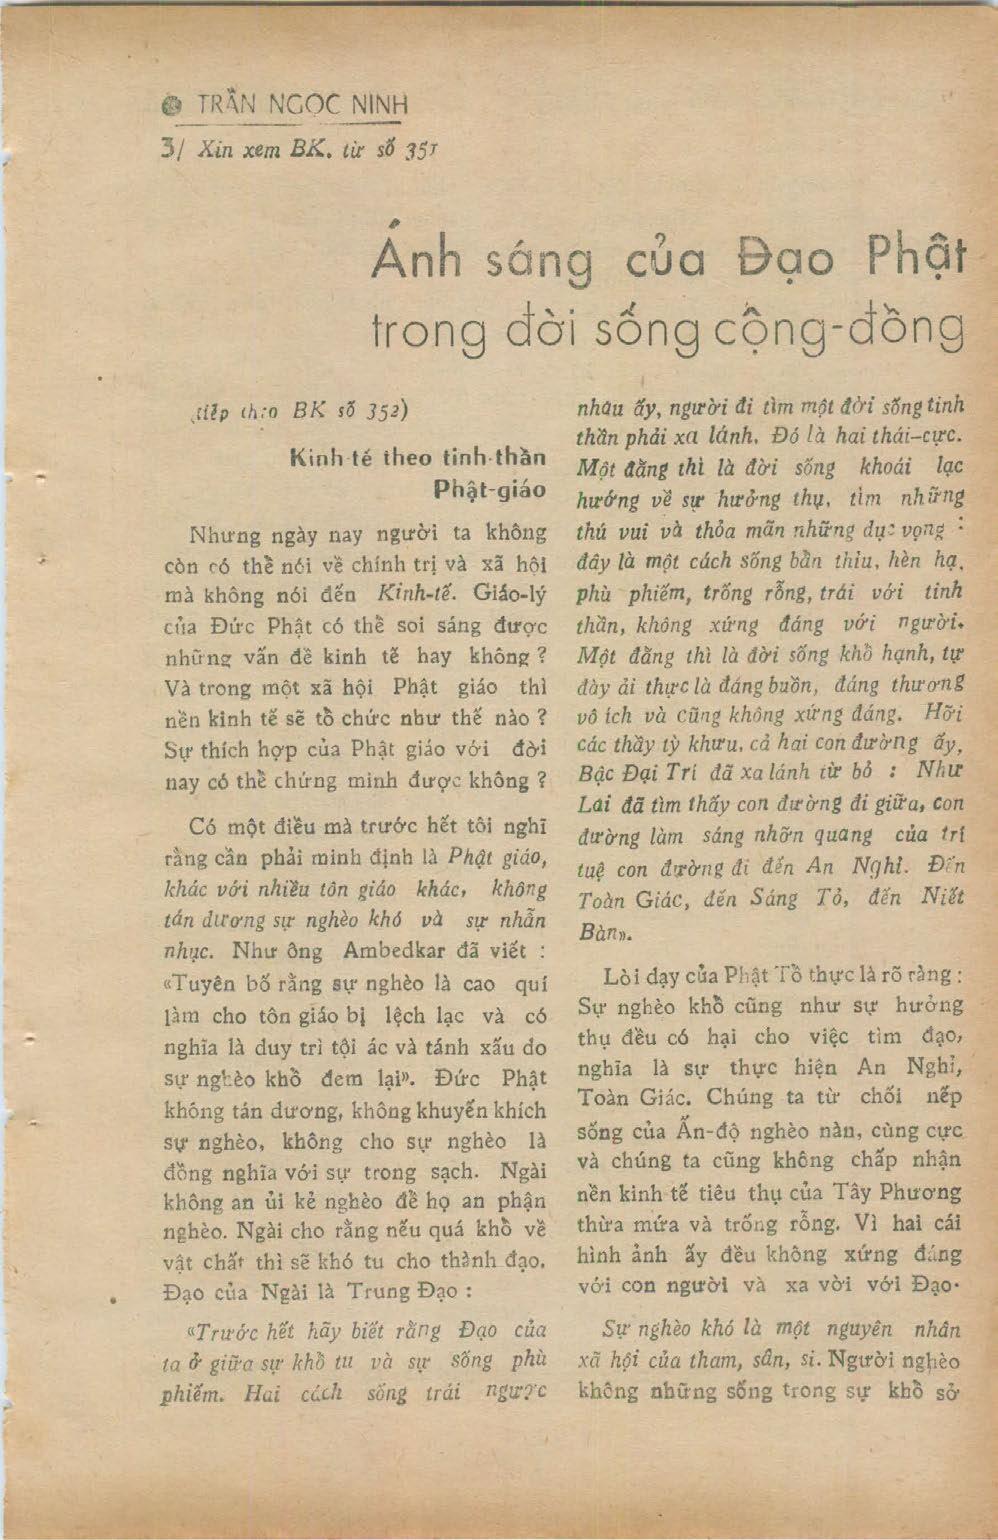 TRẦN NGỌC NINH
3/ Xin xem BK. từ số 351
Ánh sáng của Đạo Phật
trong đời sống cộng-đồng
(tiếp theo BK số 352)
Kinh tế theo tinh-thần
Phật-giáo
Nhưng ngày nay người ta không
còn có thể nói về chính trị và xã hội
mà không nói đến Kinh-tế. Giáo-lý
của Đức Phật có thể soi sáng được
những vấn đề kinh tế hay không ?
Và trong một xã hội Phật giáo thì
nền kinh tế sẽ tổ chức như thế nào ?
Sự thích hợp của Phật giáo với đời
nay có thể chứng minh được không ?
Có một điều mà trước hết tôi nghĩ
rằng cần phải minh định là Phật giáo,
khác với nhiều tôn giáo khác, không
tán dương sự nghèo khó và sự nhẫn
nhục. Như ông Ambedkar đã viết :
«Tuyên bố rằng sự nghèo là cao quí
làm cho tôn giáo bị lệch lạc và có
nghĩa là duy trì tội ác và tánh xấu do
sự nghèo khổ đem lại». Đức Phật
không tán dương, không khuyến khích
sự nghèo, không cho sự nghèo là
đồng nghĩa với sự trong sạch. Ngài
không an ủi kẻ nghèo để họ an phận
nghèo. Ngài cho rằng nếu quá khổ về
vật chất thì sẽ khó tu cho thành đạo.
Đạo của Ngài là Trung Đạo :
«Trước hết hãy biết rằng Đạo của
ta ở giữa sự khổ tu và sự sống phù
phiếm. Hai cách sống trái ngược
nhau ấy, người đi tìm một đời sống tinh
thần phải xa lánh. Đó là hai thái-cực.
Một đằng thì là đời sống khoái lạc
hướng về sự hưởng thụ, tìm những
thú vui và thỏa mãn những dục vọng :
đây là một cách sống bần thỉu, hèn hạ,
phù phiếm, trống rỗng, trái với tinh
thần, không xứng đáng với người.
Một đằng thì là đời sống khổ hạnh, tự
đày ải thực là đáng buồn, đáng thương
vô ích và cũng không xứng đáng. Hỡi
các thầy tỳ khưu, cả hai con đường ấy,
Bậc Đại Trí đã xa lánh từ bỏ : Như
Lai đã tìm thấy con đường đi giữa, con
đường làm sáng nhỡn quang của trí
tuệ con đường đi đến An Nghỉ. Đến
Toàn Giác, đến Sáng Tỏ, đến Niết
Bàn».
Lòi dạy của Phật Tổ thực là rõ ràng :
Sự nghèo khổ cũng như sự hưởng
thụ đều có hại cho việc tìm đạo,
nghĩa là sự thực hiện An Nghỉ,
Toàn Giác. Chúng ta từ chối nếp
sống của Ấn-độ nghèo nàn, cùng cực
và chúng ta cũng không chấp nhận
nền kinh tế tiêu thụ của Tây Phương
thừa mứa và trống rỗng. Vì hai cái
hình ảnh ấy đều không xứng đáng
với con người và xa vời với Đạo.
Sự nghèo khó là một nguyên nhân
xã hội của tham, sân, si. Người nghèo
không những sống trong sự khổ sở